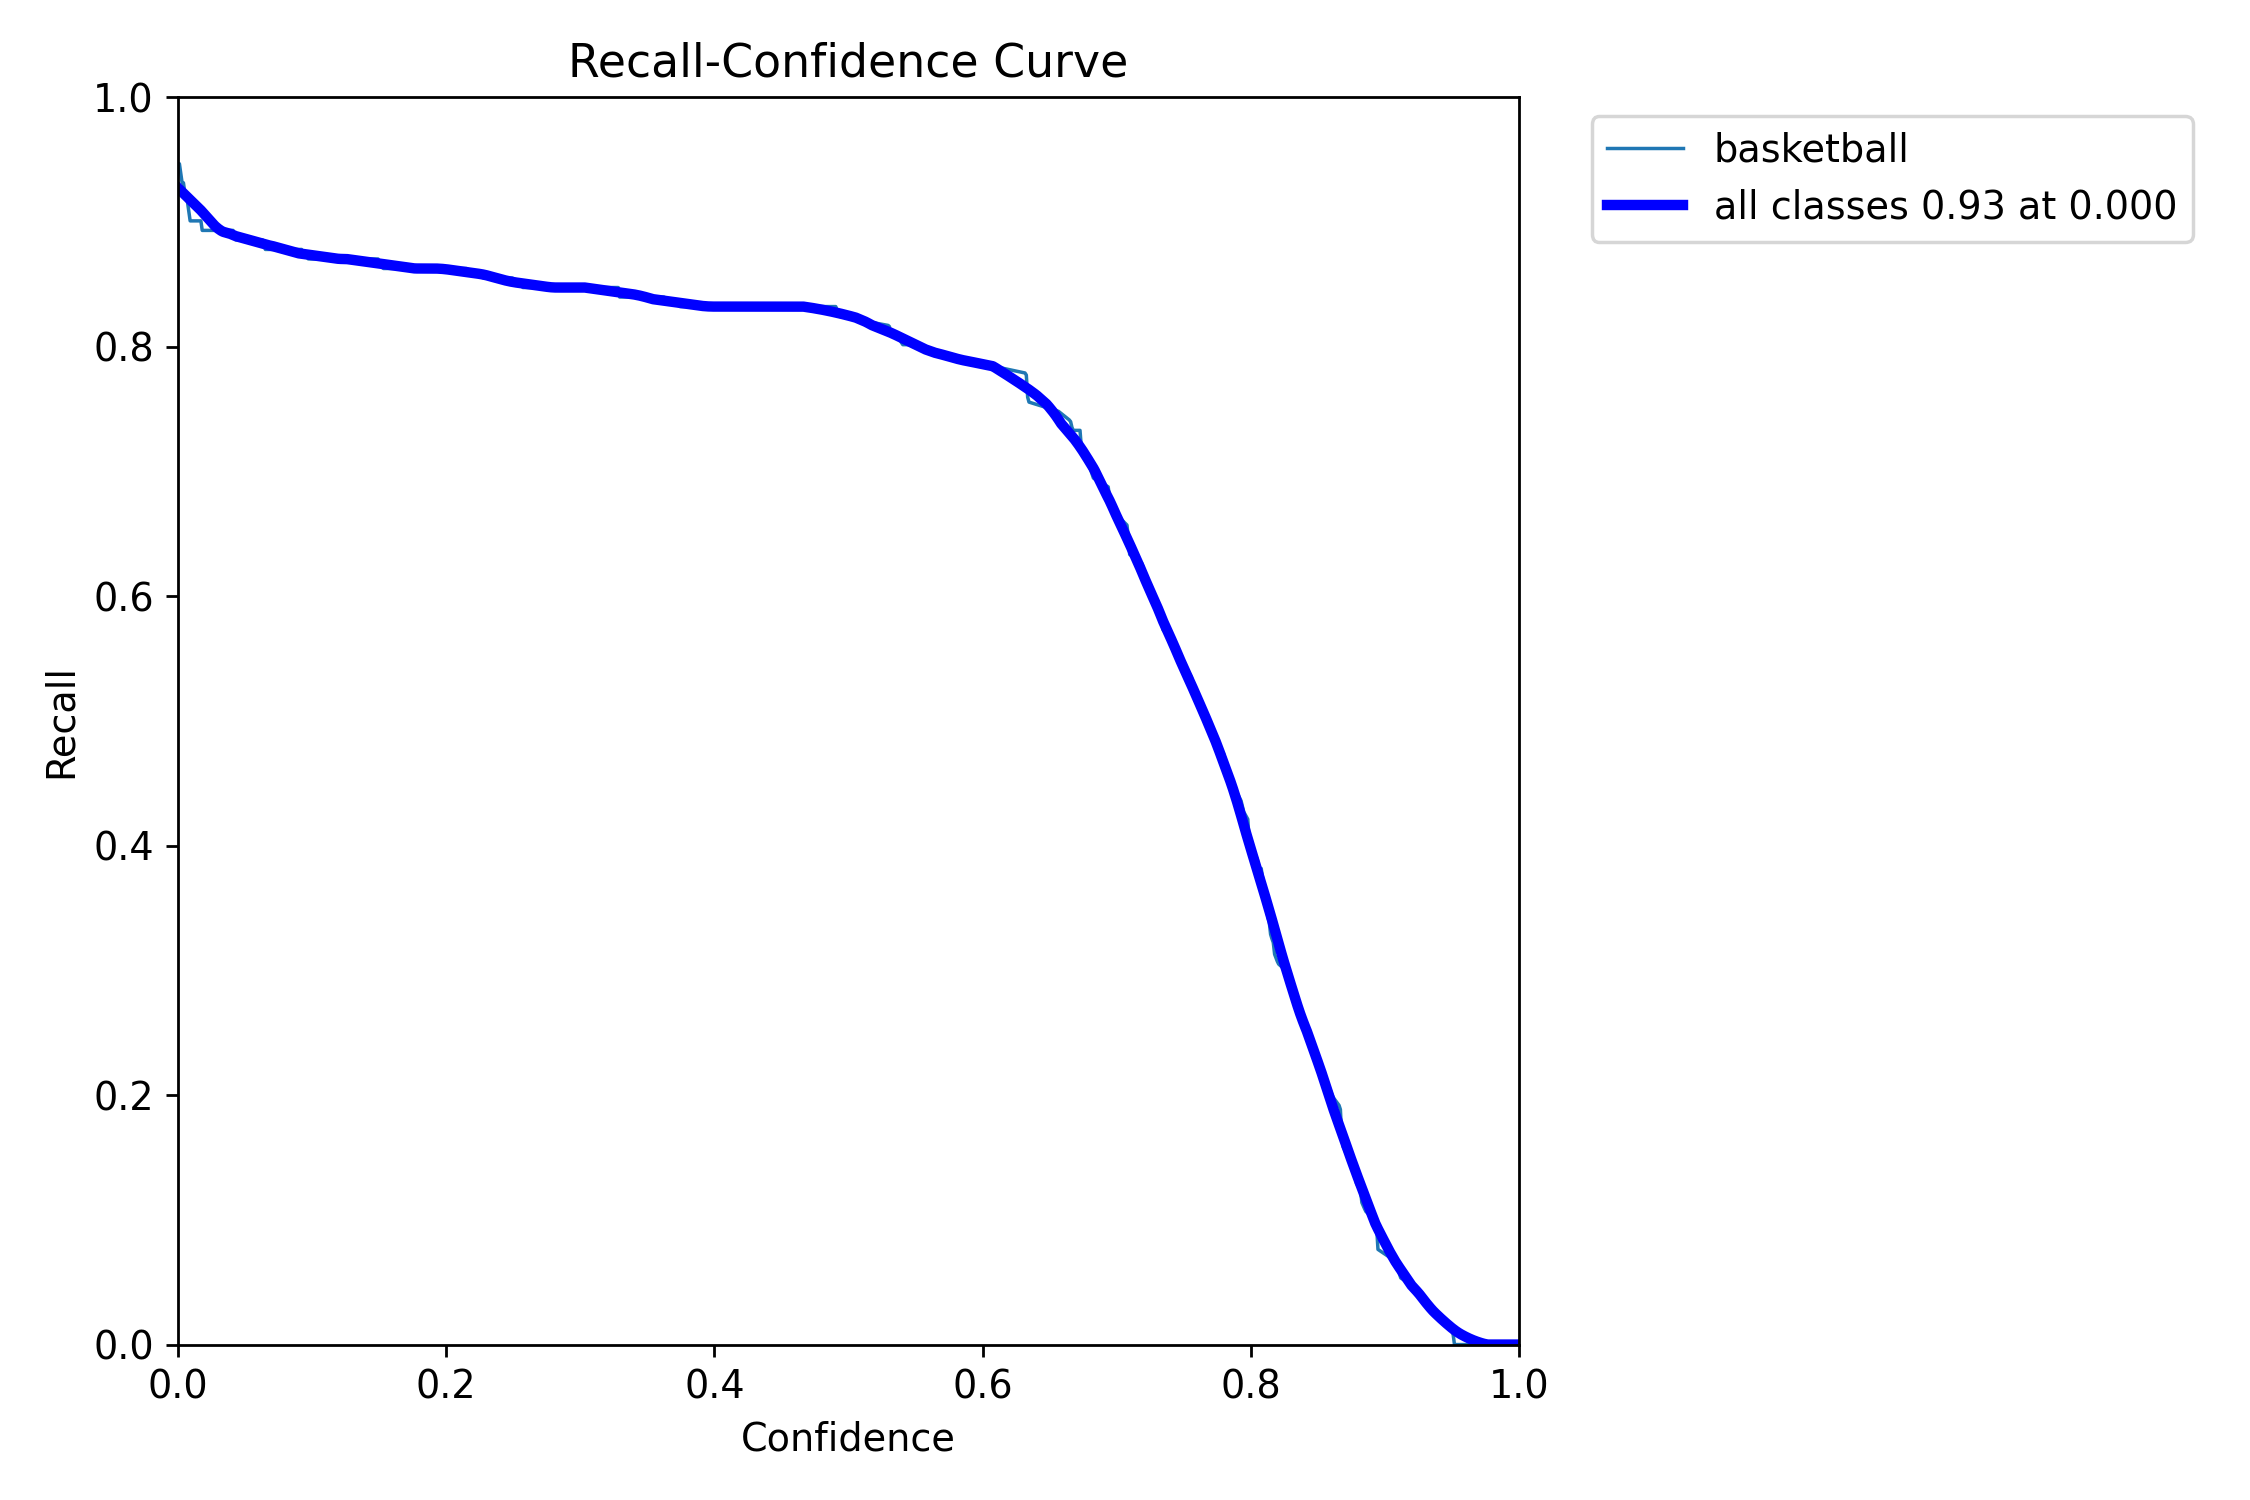 Recall-Confidence Curve
1.0
0.8
0.6
0.4
0.2
0.0
Recall
0.0 0.2 0.4 0.6 0.8 1.0
Confidence
basketball
all classes 0.93 at 0.000